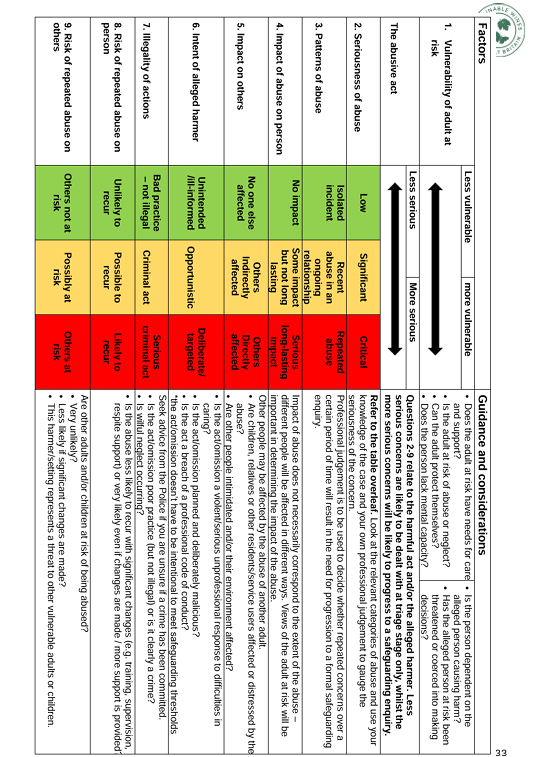 INABLE WINES
T BRITAIN
33
Factors
Guidance and considerations
1. Vulnerability of adult at
risk
Less vulnerable
more vulnerable
• Does the adult at risk have needs for care
and support?
• Is the adult at risk of abuse or neglect?
• Can the adult protect themselves?
• Does the person lack mental capacity?
• Is the person dependent on the
alleged person causing harm?
• Has the alleged person at risk been
threatened or coerced into making
decisions?
The abusive act
Less serious
More serious
Questions 2-9 relate to the harmful act and/or the alleged harmer. Less
serious concerns are likely to be dealt with at triage stage only, whilst the
more serious concerns will be likely to progress to a safeguarding enquiry.
2. Seriousness of abuse
Low
Significant
Critical
Refer to the table overleaf. Look at the relevant categories of abuse and use your
knowledge of the case and your own professional judgement to gauge the
seriousness of the concern.
3. Patterns of abuse
Isolated
incident
Recent
abuse in an
ongoing
relationship
Repeated
abuse
Professional judgement is to be used to decide whether repeated concerns over a
certain period of time will result in the need for progression to a formal safeguarding
enquiry.
4. Impact of abuse on person
No impact
Some impact
but not long
lasting
Serious
long-lasting
impact
Impact of abuse does not necessarily correspond to the extent of the abuse –
different people will be affected in different ways. Views of the adult at risk will be
important in determining the impact of the abuse.
5. Impact on others
No one else
affected
Others
Indirectly
affected
Others
Directly
affected
Other people may be affected by the abuse of another adult.
• Are children, relatives or other residents/service users affected or distressed by the
abuse?
• Are other people intimidated and/or their environment affected?
6. Intent of alleged harmer
Unintended
/ill-informed
Opportunistic
Deliberate/
targeted
• Is the act/omission a violent/serious unprofessional response to difficulties in
caring?
• Is the act/omission planned and deliberately malicious?
• Is the act a breach of a professional code of conduct?
*the act/omission doesn't have to be intentional to meet safeguarding thresholds
7. Illegality of actions
Bad practice
– not illegal
Criminal act
Serious
criminal act
Seek advice from the Police if you are unsure if a crime has been committed.
• Is the act/omission poor practice (but not illegal) or is it clearly a crime?
• Is willful neglect occurring?
8. Risk of repeated abuse on
person
Unlikely to
recur
Possible to
recur
Likely to
recur
• Is the abuse less likely to recur with significant changes (e.g. training, supervision,
respite support) or very likely even if changes are made / more support is provided
9. Risk of repeated abuse on
others
Others not at
risk
Possibly at
risk
Others at
risk
Are other adults and/or children at risk of being abused?
• Very unlikely?
• Less likely if significant changes are made?
• This harmer/setting represents a threat to other vulnerable adults or children.